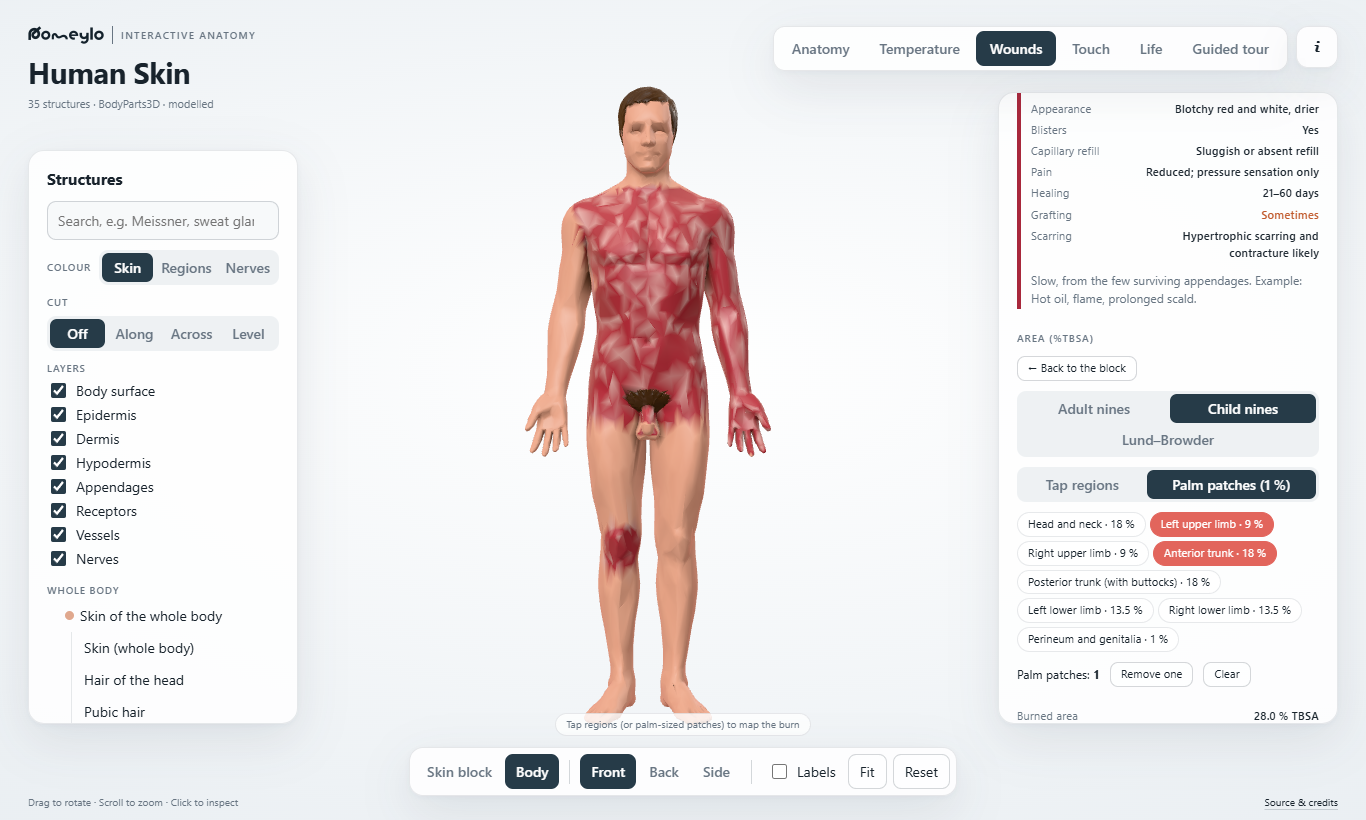 Domeylo
INTERACTIVE ANATOMY
Human Skin
35 structures · BodyParts3D · modelled
Anatomy
Temperature
Wounds
Touch
Life
Guided tour
i
Structures
Search, e.g. Meissner, sweat glan
COLOUR
Skin
Regions
Nerves
CUT
Off
Along
Across
Level
LAYERS
Body surface
Epidermis
Dermis
Hypodermis
Appendages
Receptors
Vessels
Nerves
WHOLE BODY
Skin of the whole body
Skin (whole body)
Hair of the head
Pubic hair
Appearance Blotchy red and white, drier
Blisters Yes
Capillary refill Sluggish or absent refill
Pain Reduced; pressure sensation only
Healing 21–60 days
Grafting Sometimes
Scarring Hypertrophic scarring and
contracture likely
Slow, from the few surviving appendages. Example:
Hot oil, flame, prolonged scald.
AREA (%TBSA)
← Back to the block
Adult nines
Child nines
Lund–Browder
Tap regions
Palm patches (1 %)
Head and neck · 18 %
Left upper limb · 9 %
Right upper limb · 9 %
Anterior trunk · 18 %
Posterior trunk (with buttocks) · 18 %
Left lower limb · 13.5 %
Right lower limb · 13.5 %
Perineum and genitalia · 1 %
Palm patches: 1
Remove one
Clear
Burned area 28.0 % TBSA
Tap regions (or palm-sized patches) to map the burn
Skin block
Body
Front
Back
Side
Labels
Fit
Reset
Drag to rotate · Scroll to zoom · Click to inspect
Source & credits